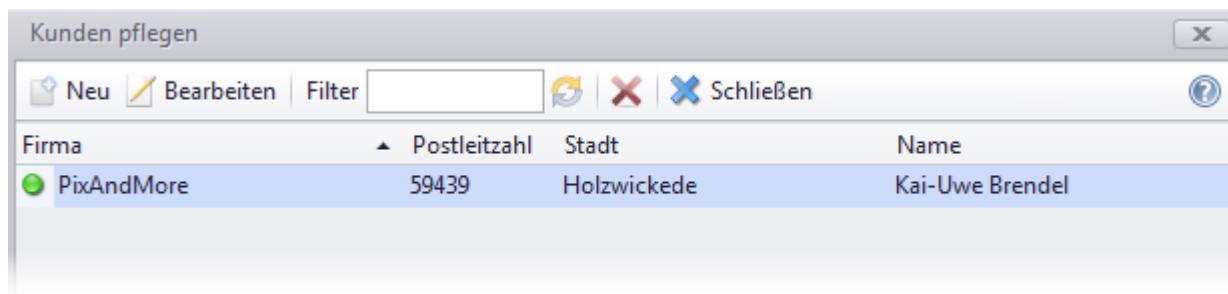 Kunden pflegen
Neu Bearbeiten Filter Schließen
Firma Postleitzahl Stadt Name
PixAndMore 59439 Holzwickede Kai-Uwe Brendel